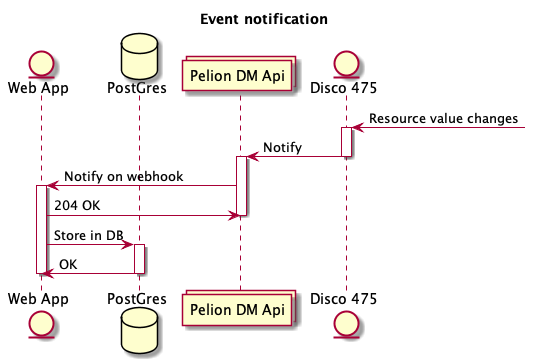 Event notification
Web App
PostGres
Pelion DM Api
Disco 475
Resource value changes
Notify
Notify on webhook
204 OK
Store in DB
OK
Web App
PostGres
Pelion DM Api
Disco 475